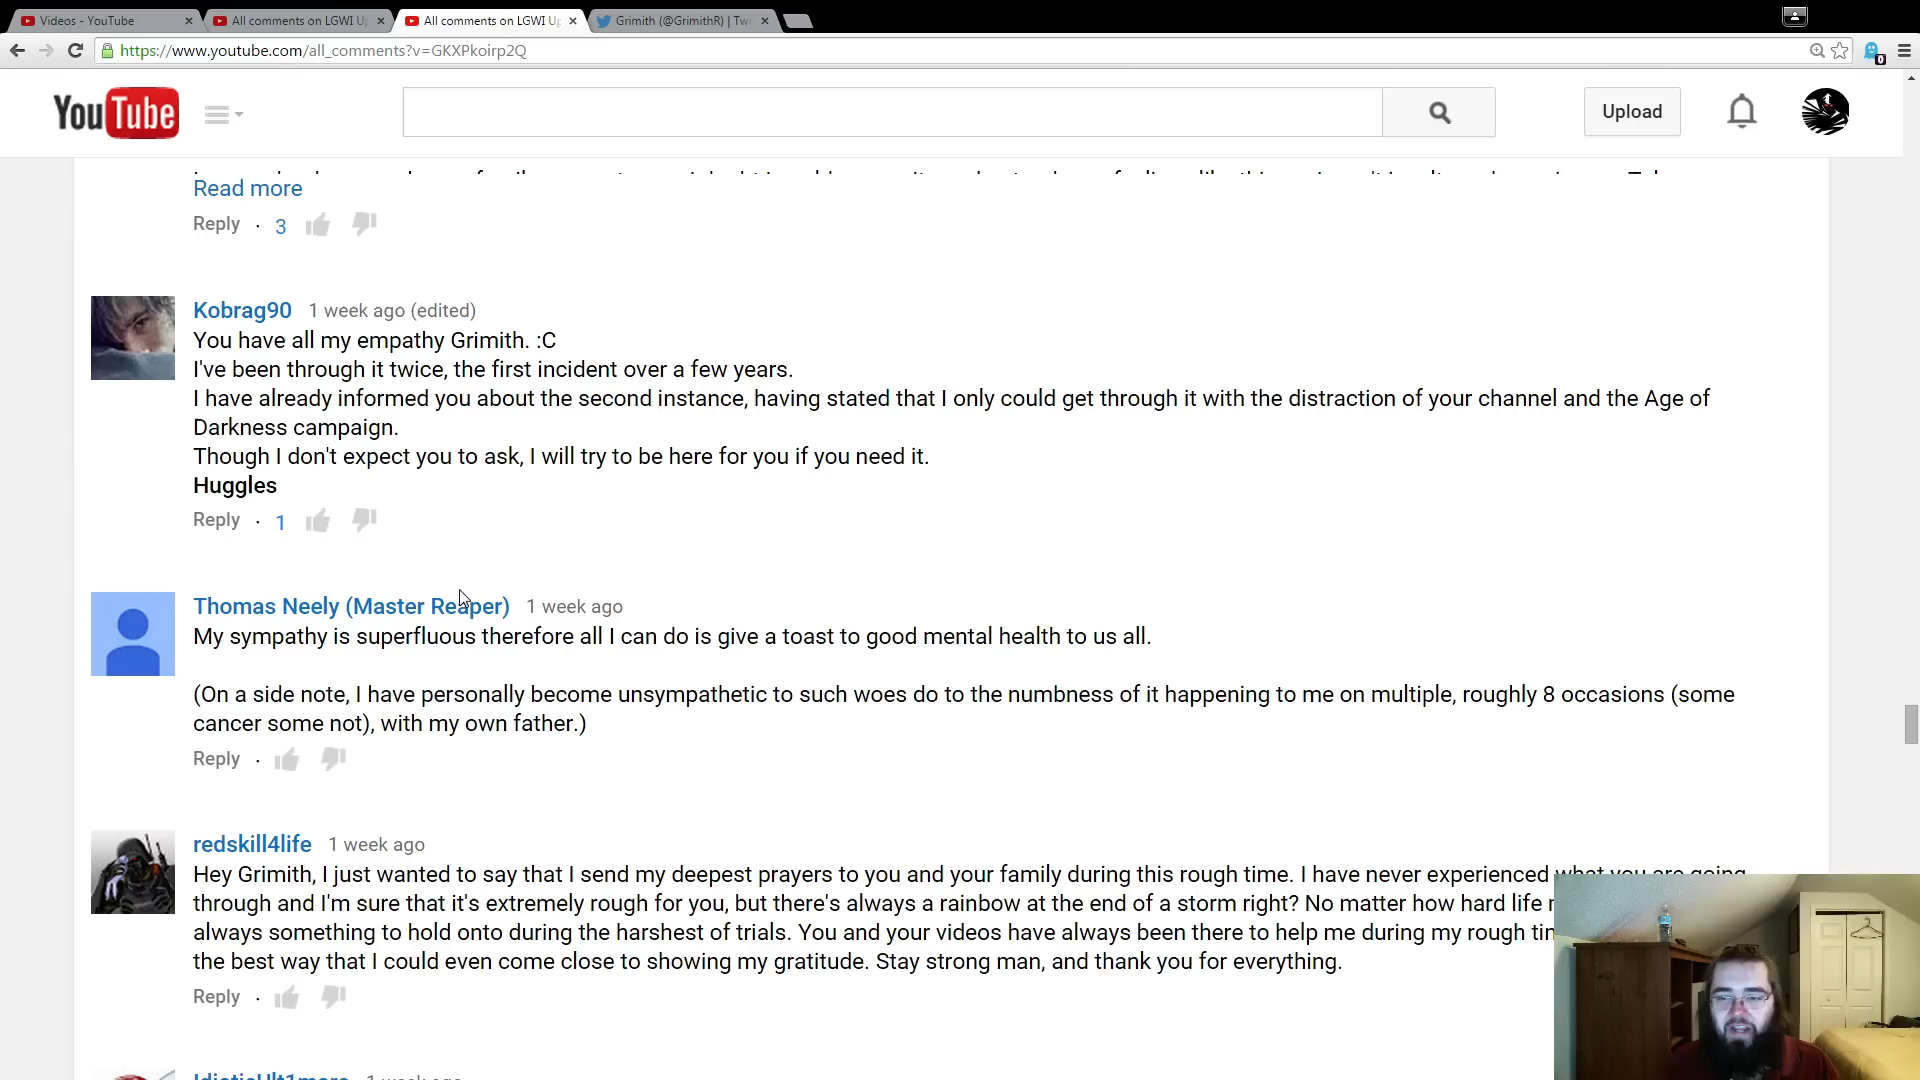 Videos - YouTube
All comments on LGWI Up
All comments on LGWI Up
Grimith (@GrimithR) | Twe
https://www.youtube.com/all_comments?v=GKXPkoirp2Q
0
YouTube
Upload
Read more
Reply · 3
Kobrag90 1 week ago (edited)
You have all my empathy Grimith. :C
I've been through it twice, the first incident over a few years.
I have already informed you about the second instance, having stated that I only could get through it with the distraction of your channel and the Age of
Darkness campaign.
Though I don't expect you to ask, I will try to be here for you if you need it.
Huggles
Reply · 1
Thomas Neely (Master Reaper) 1 week ago
My sympathy is superfluous therefore all I can do is give a toast to good mental health to us all.
(On a side note, I have personally become unsympathetic to such woes do to the numbness of it happening to me on multiple, roughly 8 occasions (some
cancer some not), with my own father.)
Reply ·
redskill4life 1 week ago
Hey Grimith, I just wanted to say that I send my deepest prayers to you and your family during this rough time. I have never experienced what you are going
through and I'm sure that it's extremely rough for you, but there's always a rainbow at the end of a storm right? No matter how hard life
always something to hold onto during the harshest of trials. You and your videos have always been there to help me during my rough
the best way that I could even come close to showing my gratitude. Stay strong man, and thank you for everything.
Reply ·
1 week ago